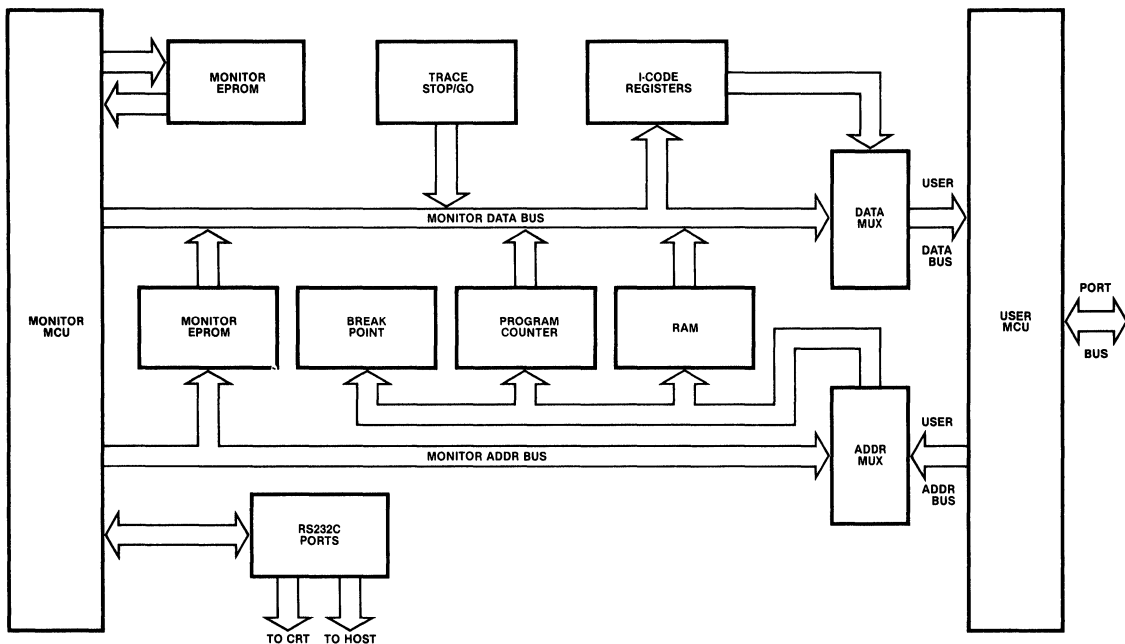 MONITOR
EPROM
TRACE
STOP/GO
I-CODE
REGISTERS
USER
DATA
MUX
DATA
BUS
MONITOR DATA BUS
MONITOR
MCU
MONITOR
EPROM
BREAK
POINT
PROGRAM
COUNTER
RAM
USER
MCU
PORT
BUS
USER
ADDR
MUX
ADDR
BUS
MONITOR ADDR BUS
RS232C
PORTS
TO CRT TO HOST